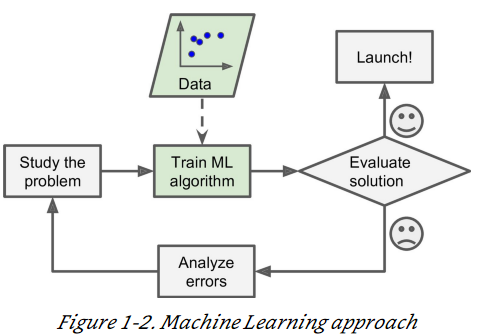 Data
Launch!
Study the
problem
Train ML
algorithm
Evaluate
solution
Analyze
errors
Figure 1-2. Machine Learning approach